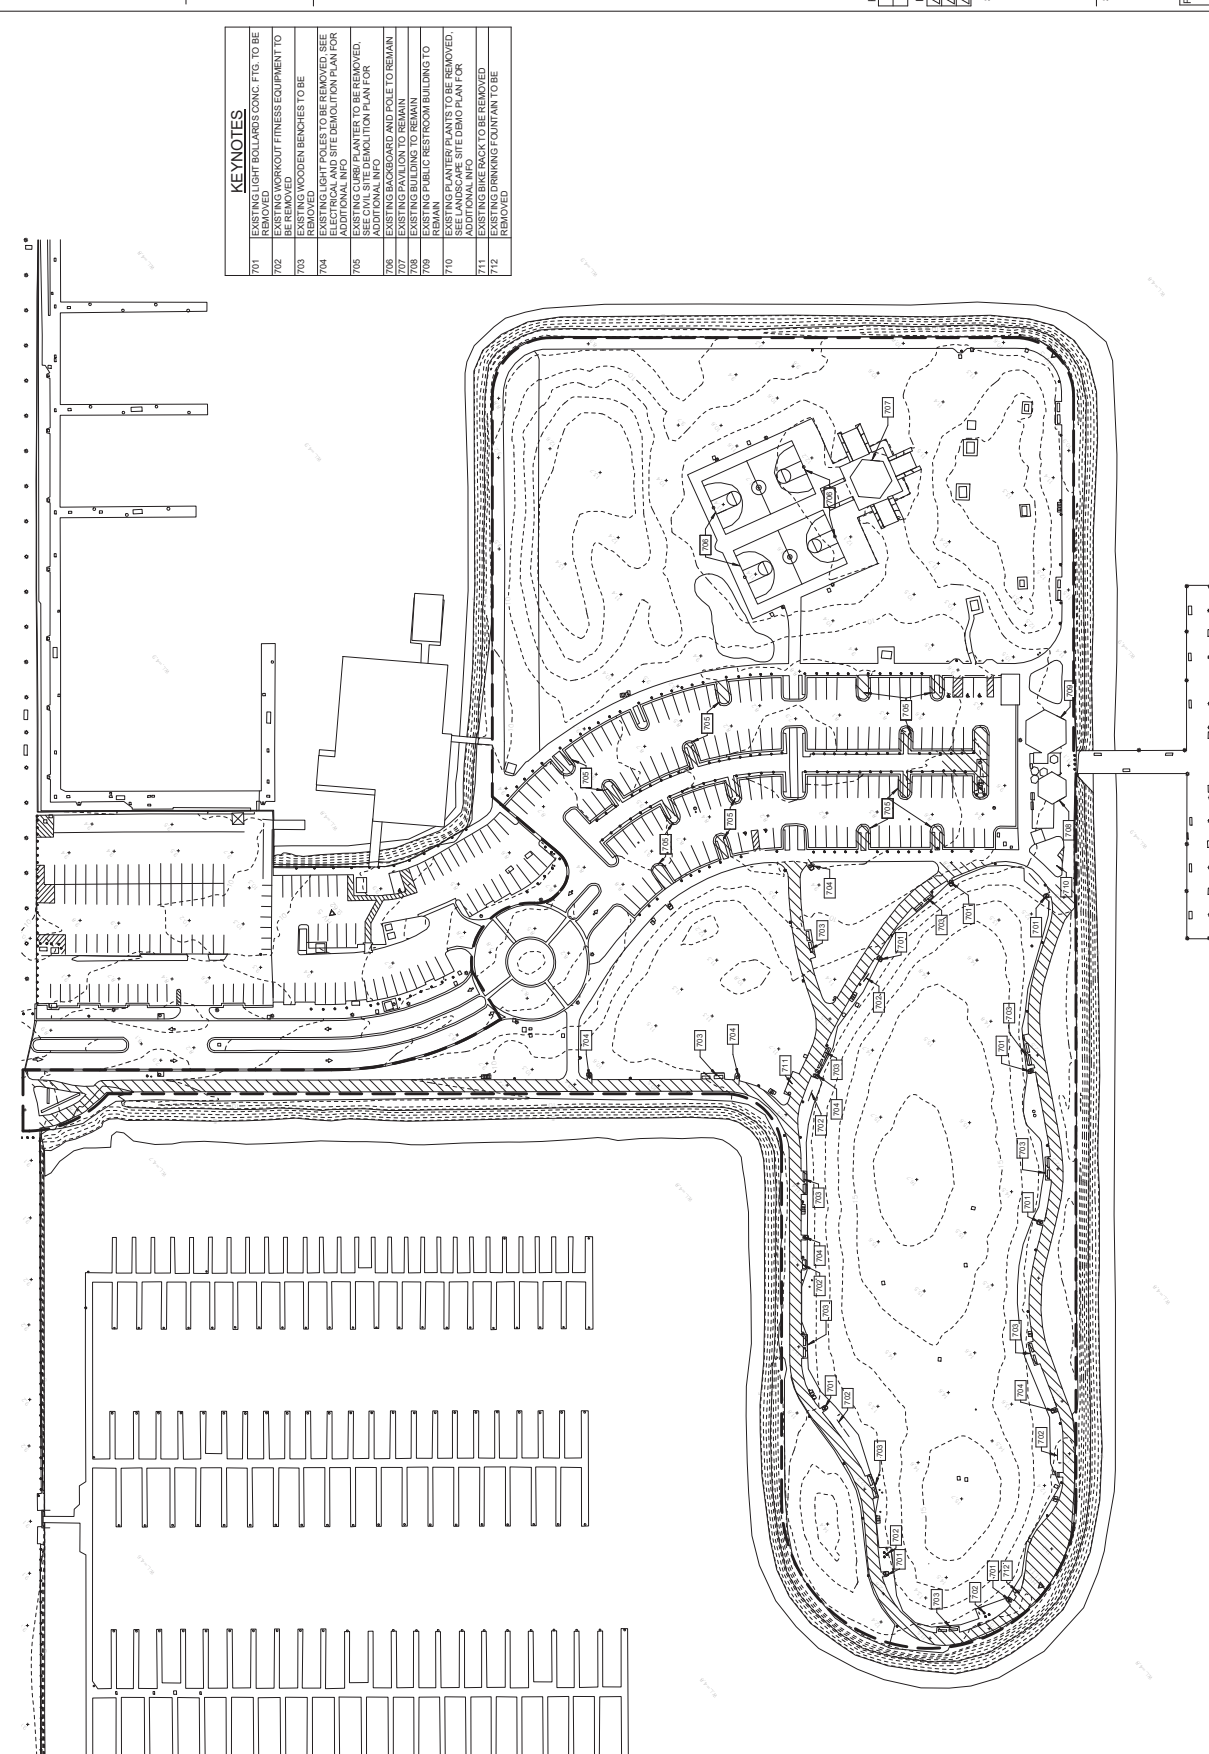 KEYNOTES
701 EXISTING LIGHT BOLLARDS CONC. FTG. TO BE
REMOVED
702 EXISTING WORKOUT FITNESS EQUIPMENT TO
BE REMOVED
703 EXISTING WOODEN BENCHES TO BE
REMOVED
704 EXISTING LIGHT POLES TO BE REMOVED, SEE
ELECTRICAL AND SITE DEMOLITION PLAN FOR
ADDITIONAL INFO
705 EXISTING CURB/ PLANTER TO BE REMOVED,
SEE CIVIL SITE DEMOLITION PLAN FOR
ADDITIONAL INFO
706 EXISTING BACKBOARD AND POLE TO REMAIN
707 EXISTING PAVILION TO REMAIN
708 EXISTING BUILDING TO REMAIN
709 EXISTING PUBLIC RESTROOM BUILDING TO
REMAIN
710 EXISTING PLANTER/ PLANTS TO BE REMOVED,
SEE LANDSCAPE SITE DEMO PLAN FOR
ADDITIONAL INFO
711 EXISTING BIKE RACK TO BE REMOVED
712 EXISTING DRINKING FOUNTAIN TO BE
REMOVED
707
706
706
709
705
705
705
705
705
705
708
704
710
703
703
701
701
701
702
704
703
704
711
703
701
703
704
702
703
703
701
704
702
703
703
701
704
702
702
703
702
701
701
712
702
703